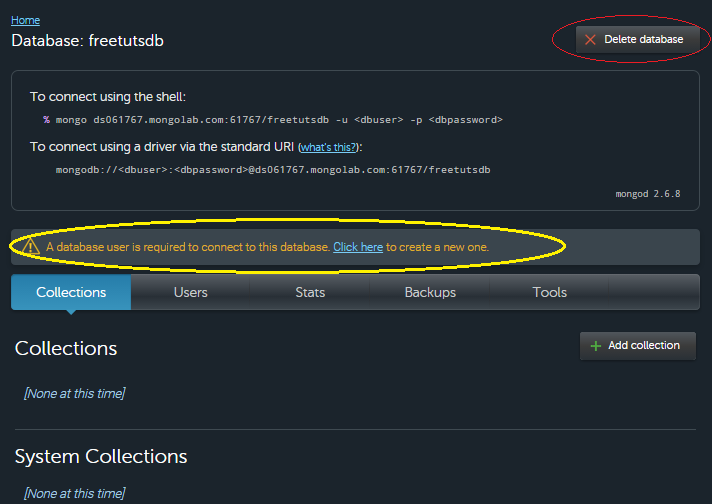 Home
Database: freetutsdb
Delete database
To connect using the shell:
% mongo ds061767.mongolab.com:61767/freetutsdb -u <dbuser> -p <dbpassword>
To connect using a driver via the standard URI (what's this?):
mongodb://<dbuser>:<dbpassword>@ds061767.mongolab.com:61767/freetutsdb
mongod 2.6.8
A database user is required to connect to this database. Click here to create a new one.
Collections Users Stats Backups Tools
Collections
+ Add collection
[None at this time]
System Collections
[None at this time]